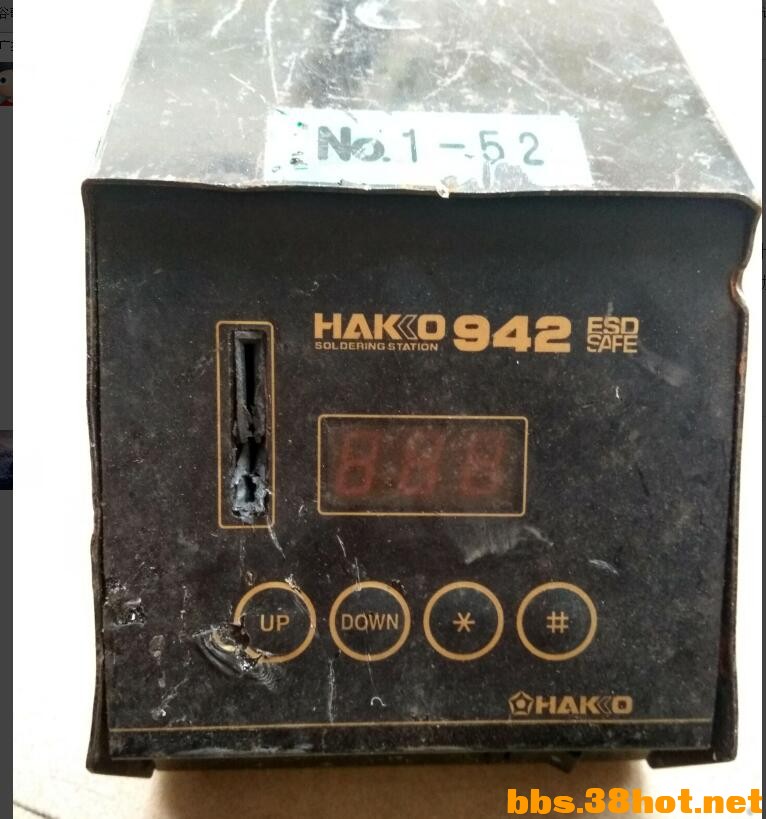 No. 1-52
HAKKO 942 ESD SAFE
SOLDERING STATION
888
UP DOWN * #
HAKKO
bbs.38hot.net